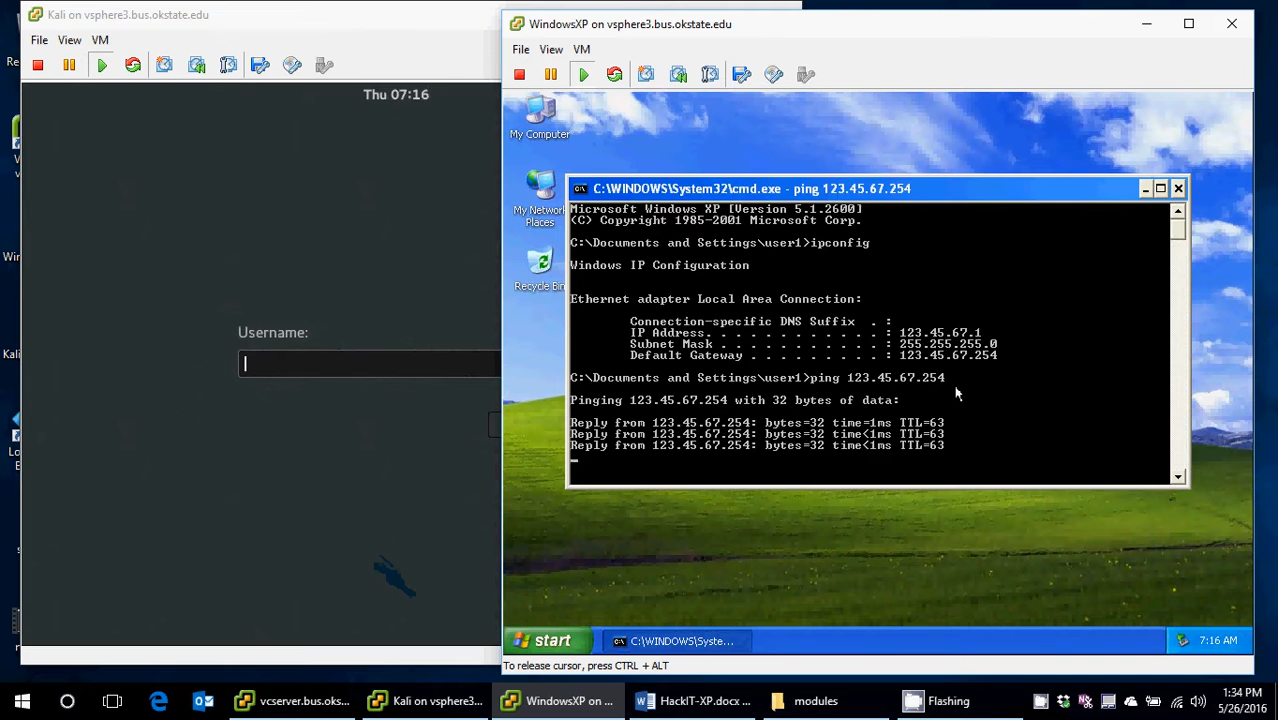 Kali on vsphere3.bus.okstate.edu
File View VM
Thu 07:16
Username:
WindowsXP on vsphere3.bus.okstate.edu
File View VM
My Computer
My Network
Places
Recycle Bin
C:\WINDOWS\System32\cmd.exe - ping 123.45.67.254
Microsoft Windows XP [Version 5.1.2600]
(C) Copyright 1985-2001 Microsoft Corp.
C:\Documents and Settings\user1>ipconfig
Windows IP Configuration
Ethernet adapter Local Area Connection:
Connection-specific DNS Suffix . :
IP Address. . . . . . . . . . . . : 123.45.67.1
Subnet Mask . . . . . . . . . . . : 255.255.255.0
Default Gateway . . . . . . . . . : 123.45.67.254
C:\Documents and Settings\user1>ping 123.45.67.254
Pinging 123.45.67.254 with 32 bytes of data:
Reply from 123.45.67.254: bytes=32 time=1ms TTL=63
Reply from 123.45.67.254: bytes=32 time<1ms TTL=63
Reply from 123.45.67.254: bytes=32 time<1ms TTL=63
start
C:\WINDOWS\Syste...
7:16 AM
To release cursor, press CTRL + ALT
vcserver.bus.oks...
Kali on vsphere3....
WindowsXP on ...
HackIT-XP.docx ...
modules
Flashing
1:34 PM
5/26/2016